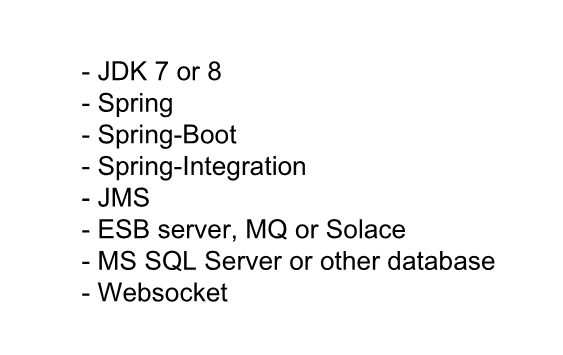 - JDK 7 or 8
- Spring
- Spring-Boot
- Spring-Integration
- JMS
- ESB server, MQ or Solace
- MS SQL Server or other database
- Websocket